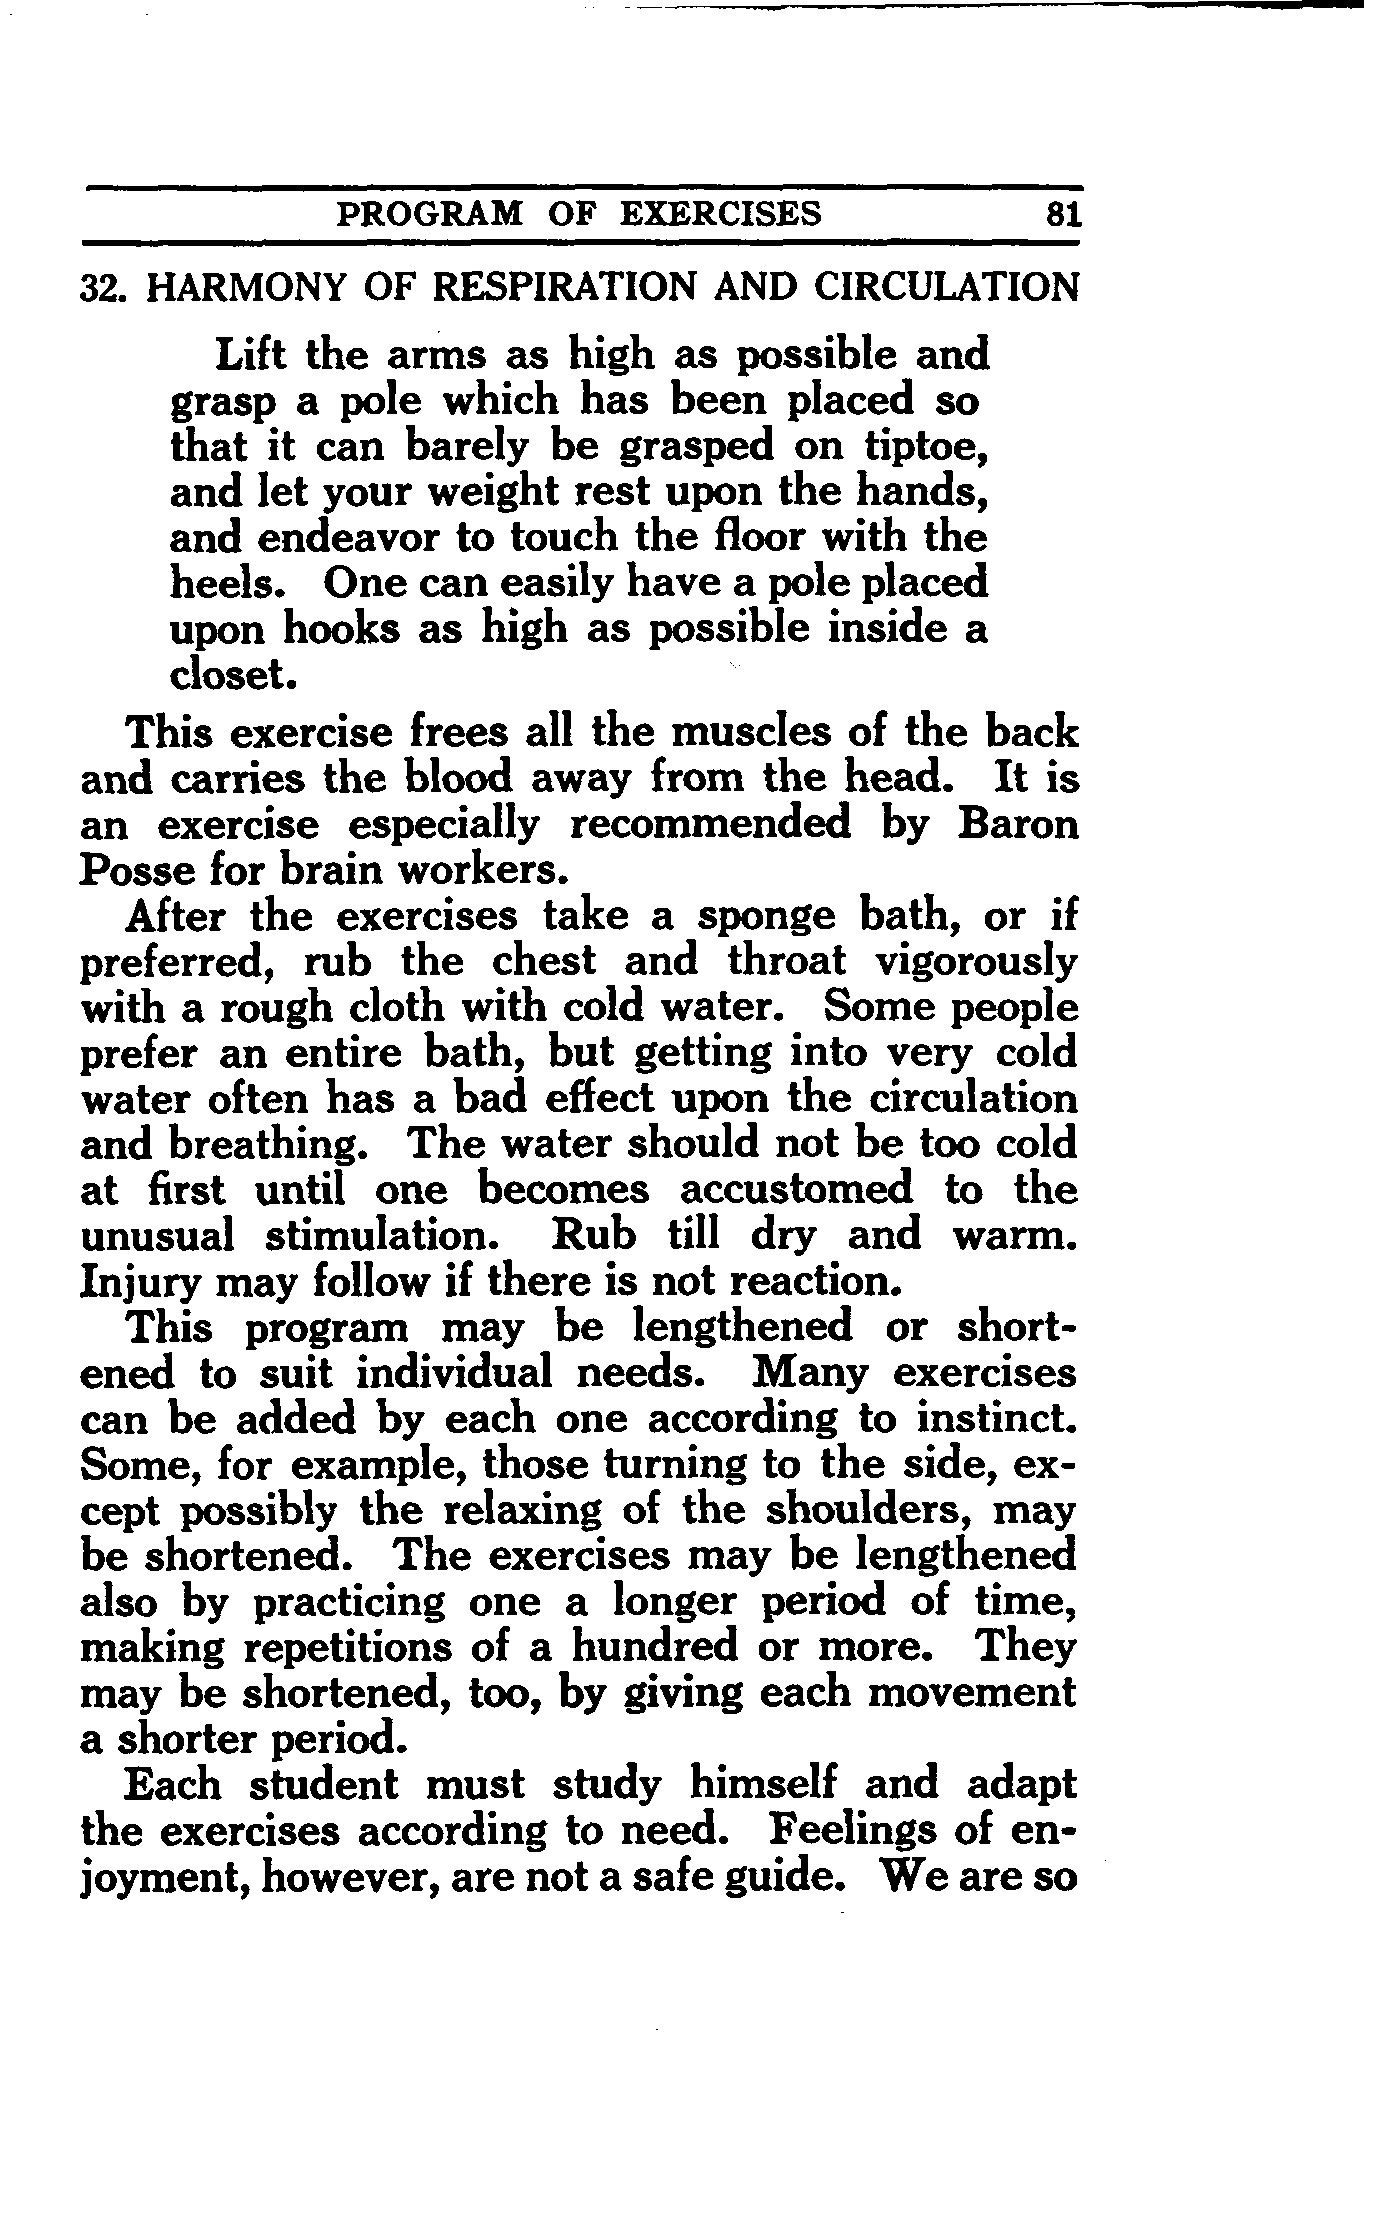 PROGRAM OF EXERCISES 81
32. HARMONY OF RESPIRATION AND CIRCULATION
Lift the arms as high as possible and
grasp a pole which has been placed so
that it can barely be grasped on tiptoe,
and let your weight rest upon the hands,
and endeavor to touch the floor with the
heels. One can easily have a pole placed
upon hooks as high as possible inside a
closet.
This exercise frees all the muscles of the back
and carries the blood away from the head. It is
an exercise especially recommended by Baron
Posse for brain workers.
After the exercises take a sponge bath, or if
preferred, rub the chest and throat vigorously
with a rough cloth with cold water. Some people
prefer an entire bath, but getting into very cold
water often has a bad effect upon the circulation
and breathing. The water should not be too cold
at first until one becomes accustomed to the
unusual stimulation. Rub till dry and warm.
Injury may follow if there is not reaction.
This program may be lengthened or short-
ened to suit individual needs. Many exercises
can be added by each one according to instinct.
Some, for example, those turning to the side, ex-
cept possibly the relaxing of the shoulders, may
be shortened. The exercises may be lengthened
also by practicing one a longer period of time,
making repetitions of a hundred or more. They
may be shortened, too, by giving each movement
a shorter period.
Each student must study himself and adapt
the exercises according to need. Feelings of en-
joyment, however, are not a safe guide. We are so